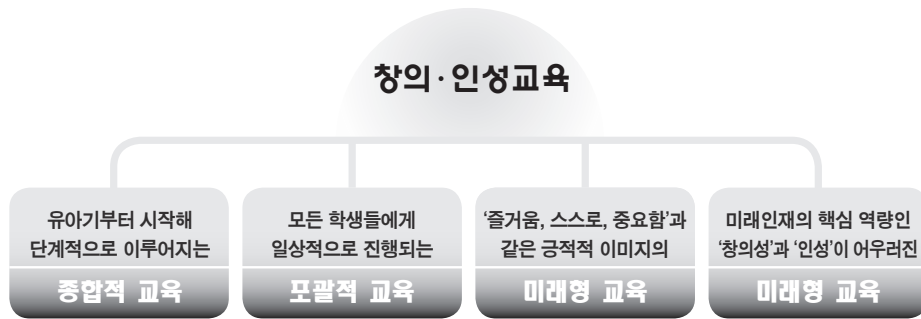 창의·인성교육
유아기부터 시작해
단계적으로 이루어지는
종합적 교육
모든 학생들에게
일상적으로 진행되는
포괄적 교육
'즐거움, 스스로, 중요함'과
같은 긍적적 이미지의
미래형 교육
미래인재의 핵심 역량인
'창의성'과 '인성'이 어우러진
미래형 교육